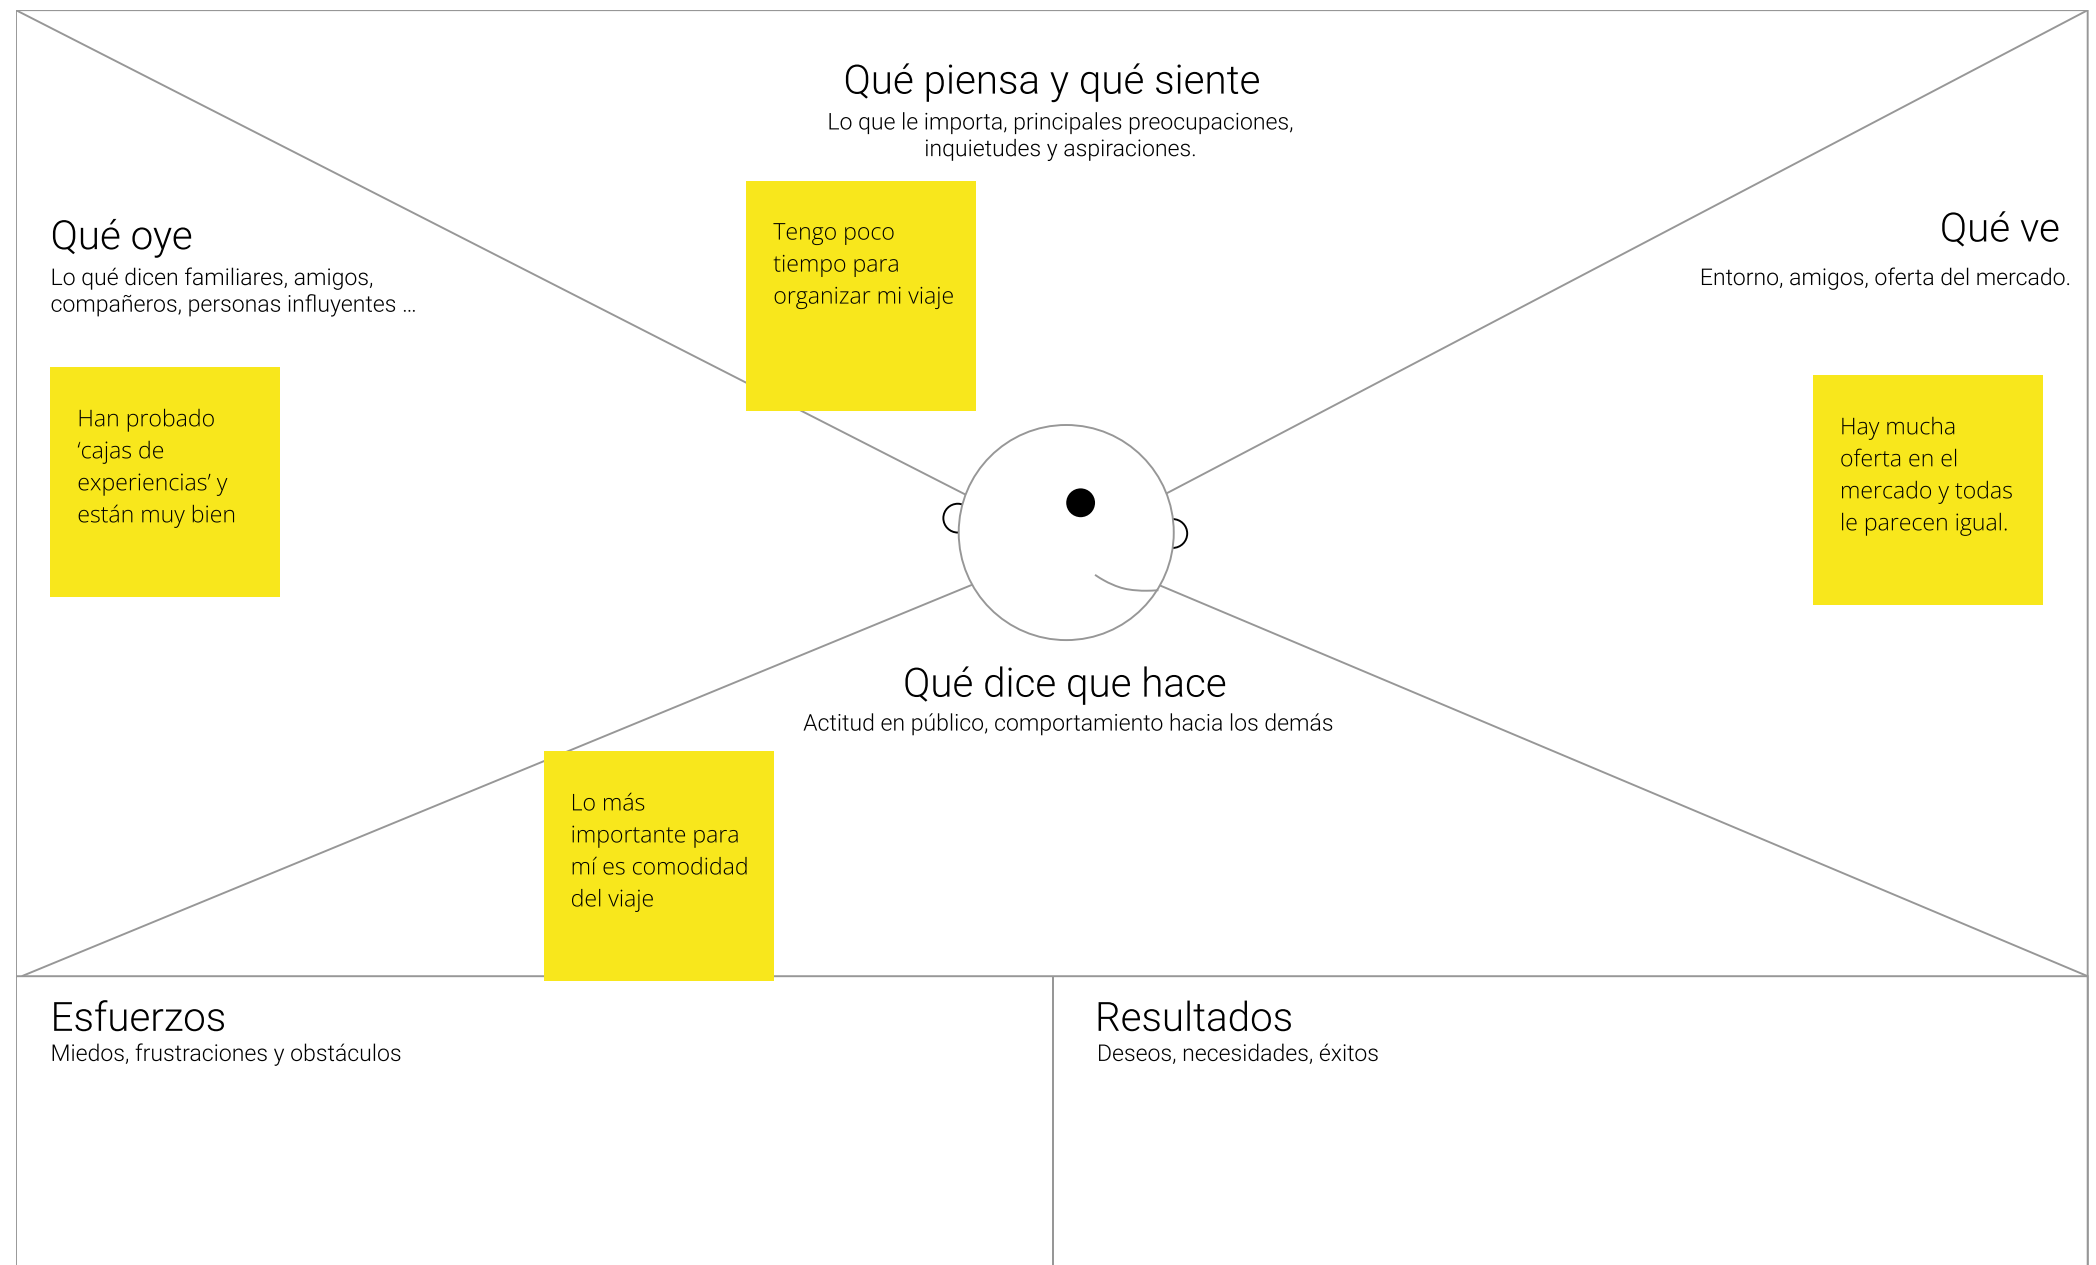 Qué piensa y qué siente
Lo que le importa, principales preocupaciones,
inquietudes y aspiraciones.
Tengo poco
tiempo para
organizar mi viaje
Qué oye
Lo qué dicen familiares, amigos,
compañeros, personas influyentes ...
Han probado
‘cajas de
experiencias’ y
están muy bien
Qué ve
Entorno, amigos, oferta del mercado.
Hay mucha
oferta en el
mercado y todas
le parecen igual.
Qué dice que hace
Actitud en público, comportamiento hacia los demás
Lo más
importante para
mí es comodidad
del viaje
Esfuerzos
Miedos, frustraciones y obstáculos
Resultados
Deseos, necesidades, éxitos